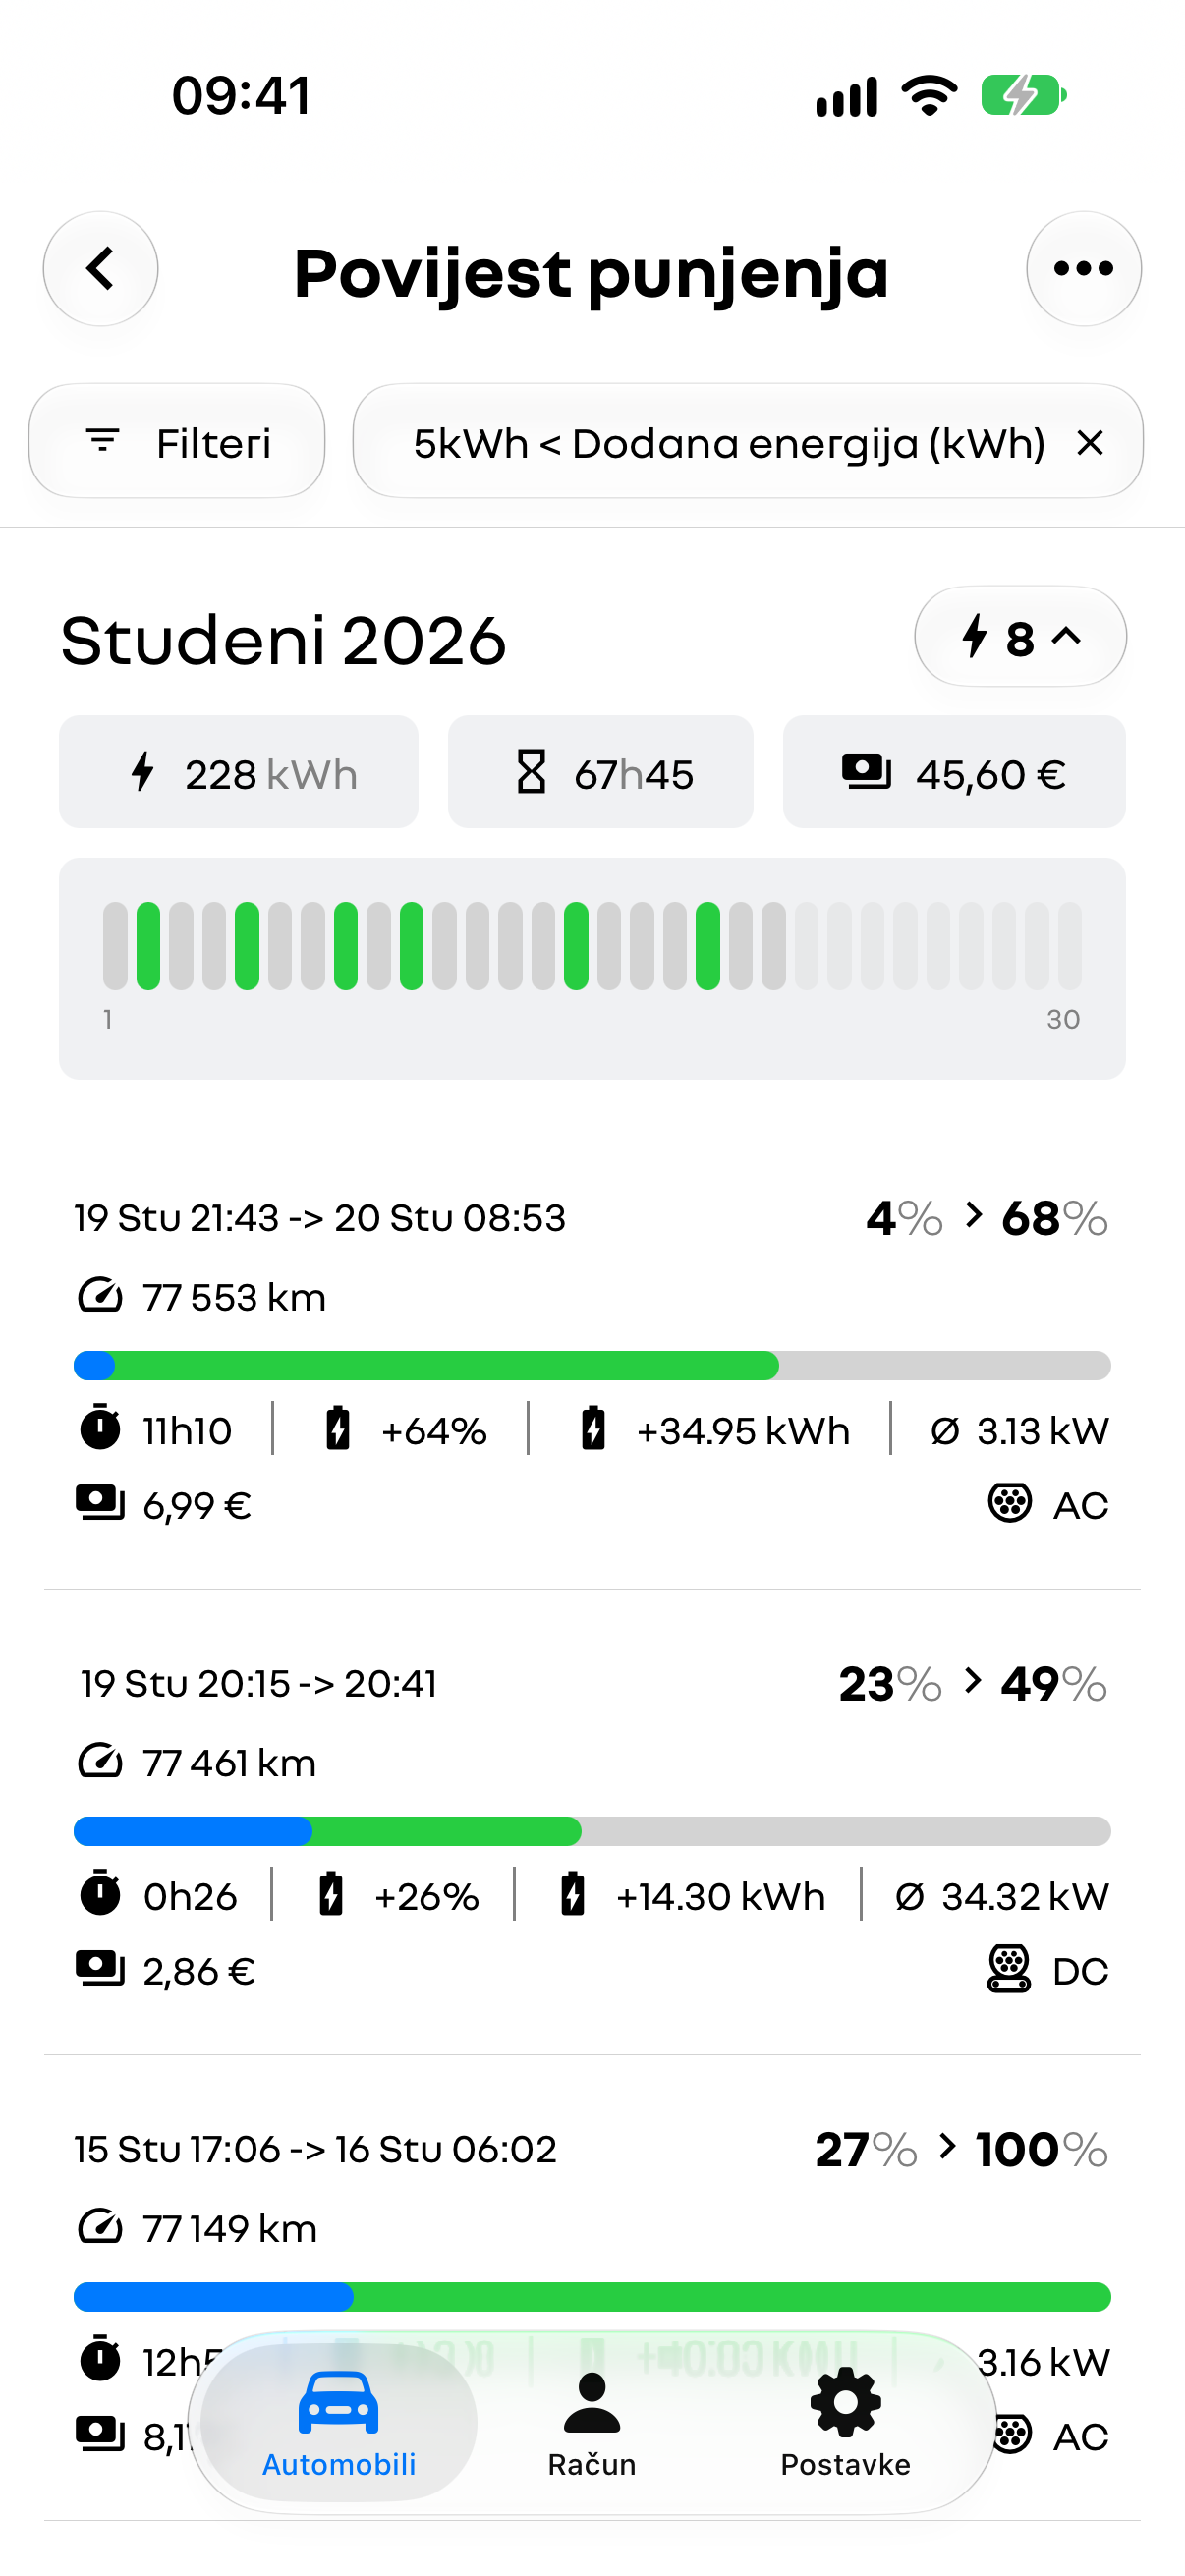 09:41
Povijest punjenja
Filteri
5kWh < Dodana energija (kWh)
Studeni 2026
8
228 kWh
67h45
45,60 €
1
30
19 Stu 21:43 -> 20 Stu 08:53
4% > 68%
77 553 km
11h10
+64%
+34.95 kWh
Ø 3.13 kW
6,99 €
AC
19 Stu 20:15 -> 20:41
23% > 49%
77 461 km
0h26
+26%
+14.30 kWh
Ø 34.32 kW
2,86 €
DC
15 Stu 17:06 -> 16 Stu 06:02
27% > 100%
77 149 km
3.16 kW
AC
Automobili
Račun
Postavke